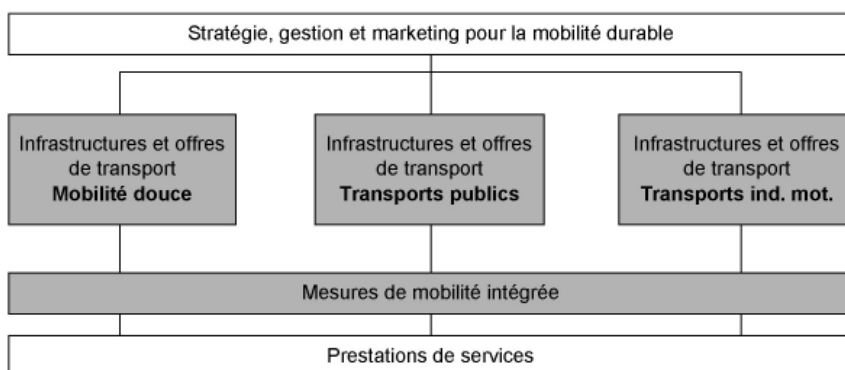 Stratégie, gestion et marketing pour la mobilité durable
Infrastructures et offres
de transport
Mobilité douce
Infrastructures et offres
de transport
Transports publics
Infrastructures et offres
de transport
Transports ind. mot.
Mesures de mobilité intégrée
Prestations de services